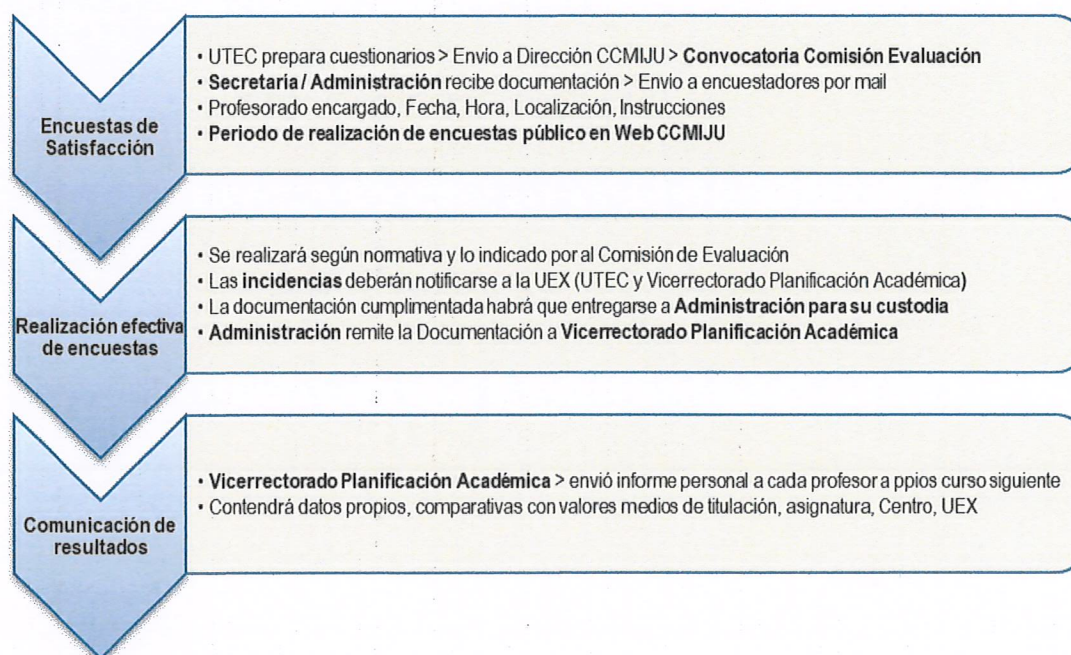 Encuestas de
Satisfacción
• UTEC prepara cuestionarios > Envio a Dirección CCMIJU > Convocatoria Comisión Evaluación
• Secretaría / Administración recibe documentación > Envio a encuestadores por mail
• Profesorado encargado, Fecha, Hora, Localización, Instrucciones
• Periodo de realización de encuestas público en Web CCMIJU
Realización efectiva
de encuestas
• Se realizará según normativa y lo indicado por al Comisión de Evaluación
• Las incidencias deberán notificarse a la UEX (UTEC y Vicerrectorado Planificación Académica)
• La documentación cumplimentada habrá que entregarse a Administración para su custodia
• Administración remite la Documentación a Vicerrectorado Planificación Académica
Comunicación de
resultados
• Vicerrectorado Planificación Académica > envió informe personal a cada profesor a ppios curso siguiente
• Contendrá datos propios, comparativas con valores medios de titulación, asignatura, Centro, UEX